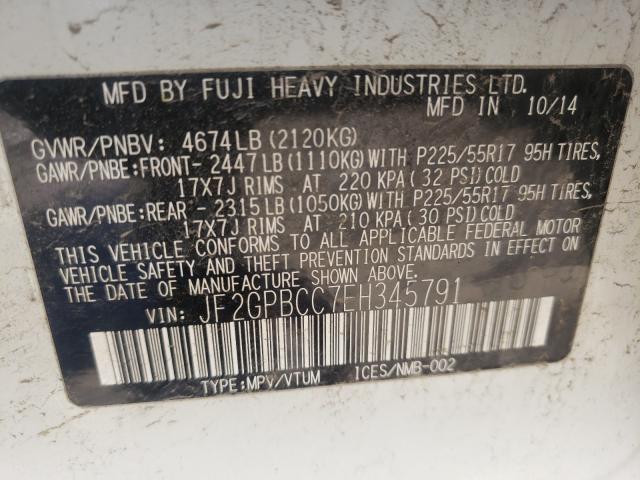 MFD BY FUJI HEAVY INDUSTRIES LTD.
MFD IN 10/14
GVWR/PNBV: 4674LB(2120KG)
GAWR/PNBE:FRONT-2447LB(1110KG)WITH P225/55R17 95H TIRES,
17X7J RIMS AT 220 KPA(32 PSI)COLD
GAWR/PNBE:REAR -2315LB(1050KG)WITH P225/55R17 95H TIRES,
17X7J RIMS AT 210 KPA(30 PSI)COLD
THIS VEHICLE CONFORMS TO ALL APPLICABLE FEDERAL MOTOR
VEHICLE SAFETY AND THEFT PREVENTION STANDARDS IN EFFECT ON
THE DATE OF MANUFACTURE SHOWN ABOVE.
VIN: JF2GPBCC7EH345791
TYPE:MPV/VTUM ICES/NMB-002